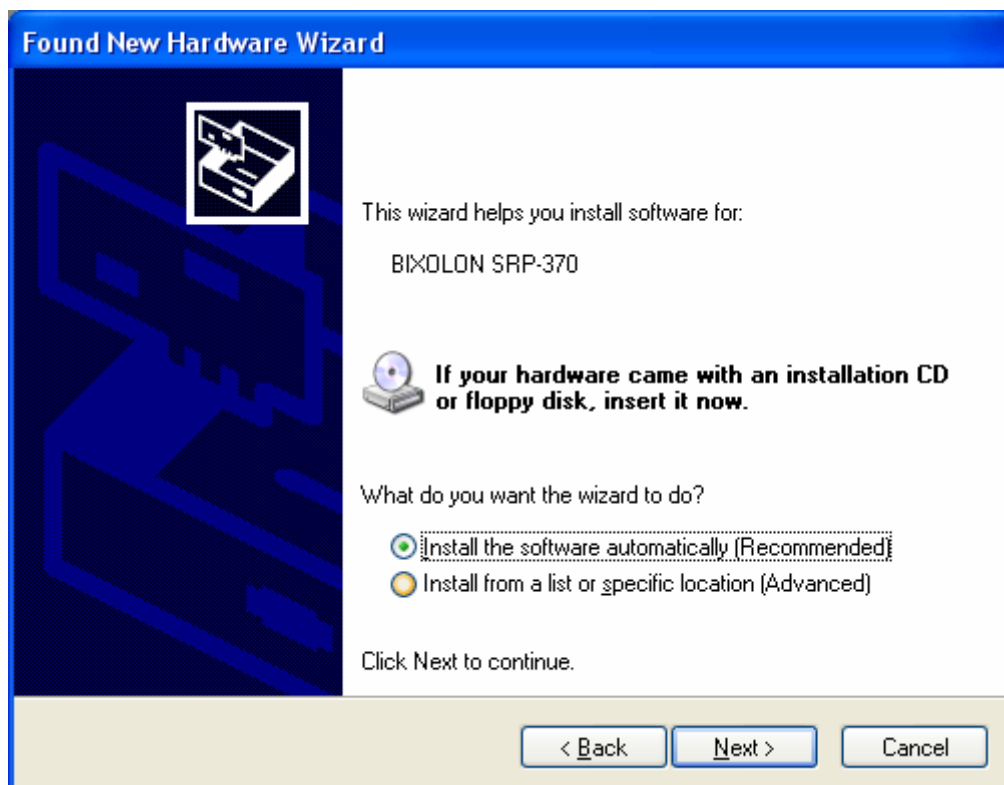 Found New Hardware Wizard
This wizard helps you install software for:
BIXOLON SRP-370
If your hardware came with an installation CD
or floppy disk, insert it now.
What do you want the wizard to do?
Install the software automatically (Recommended)
Install from a list or specific location (Advanced)
Click Next to continue.
< Back Next > Cancel